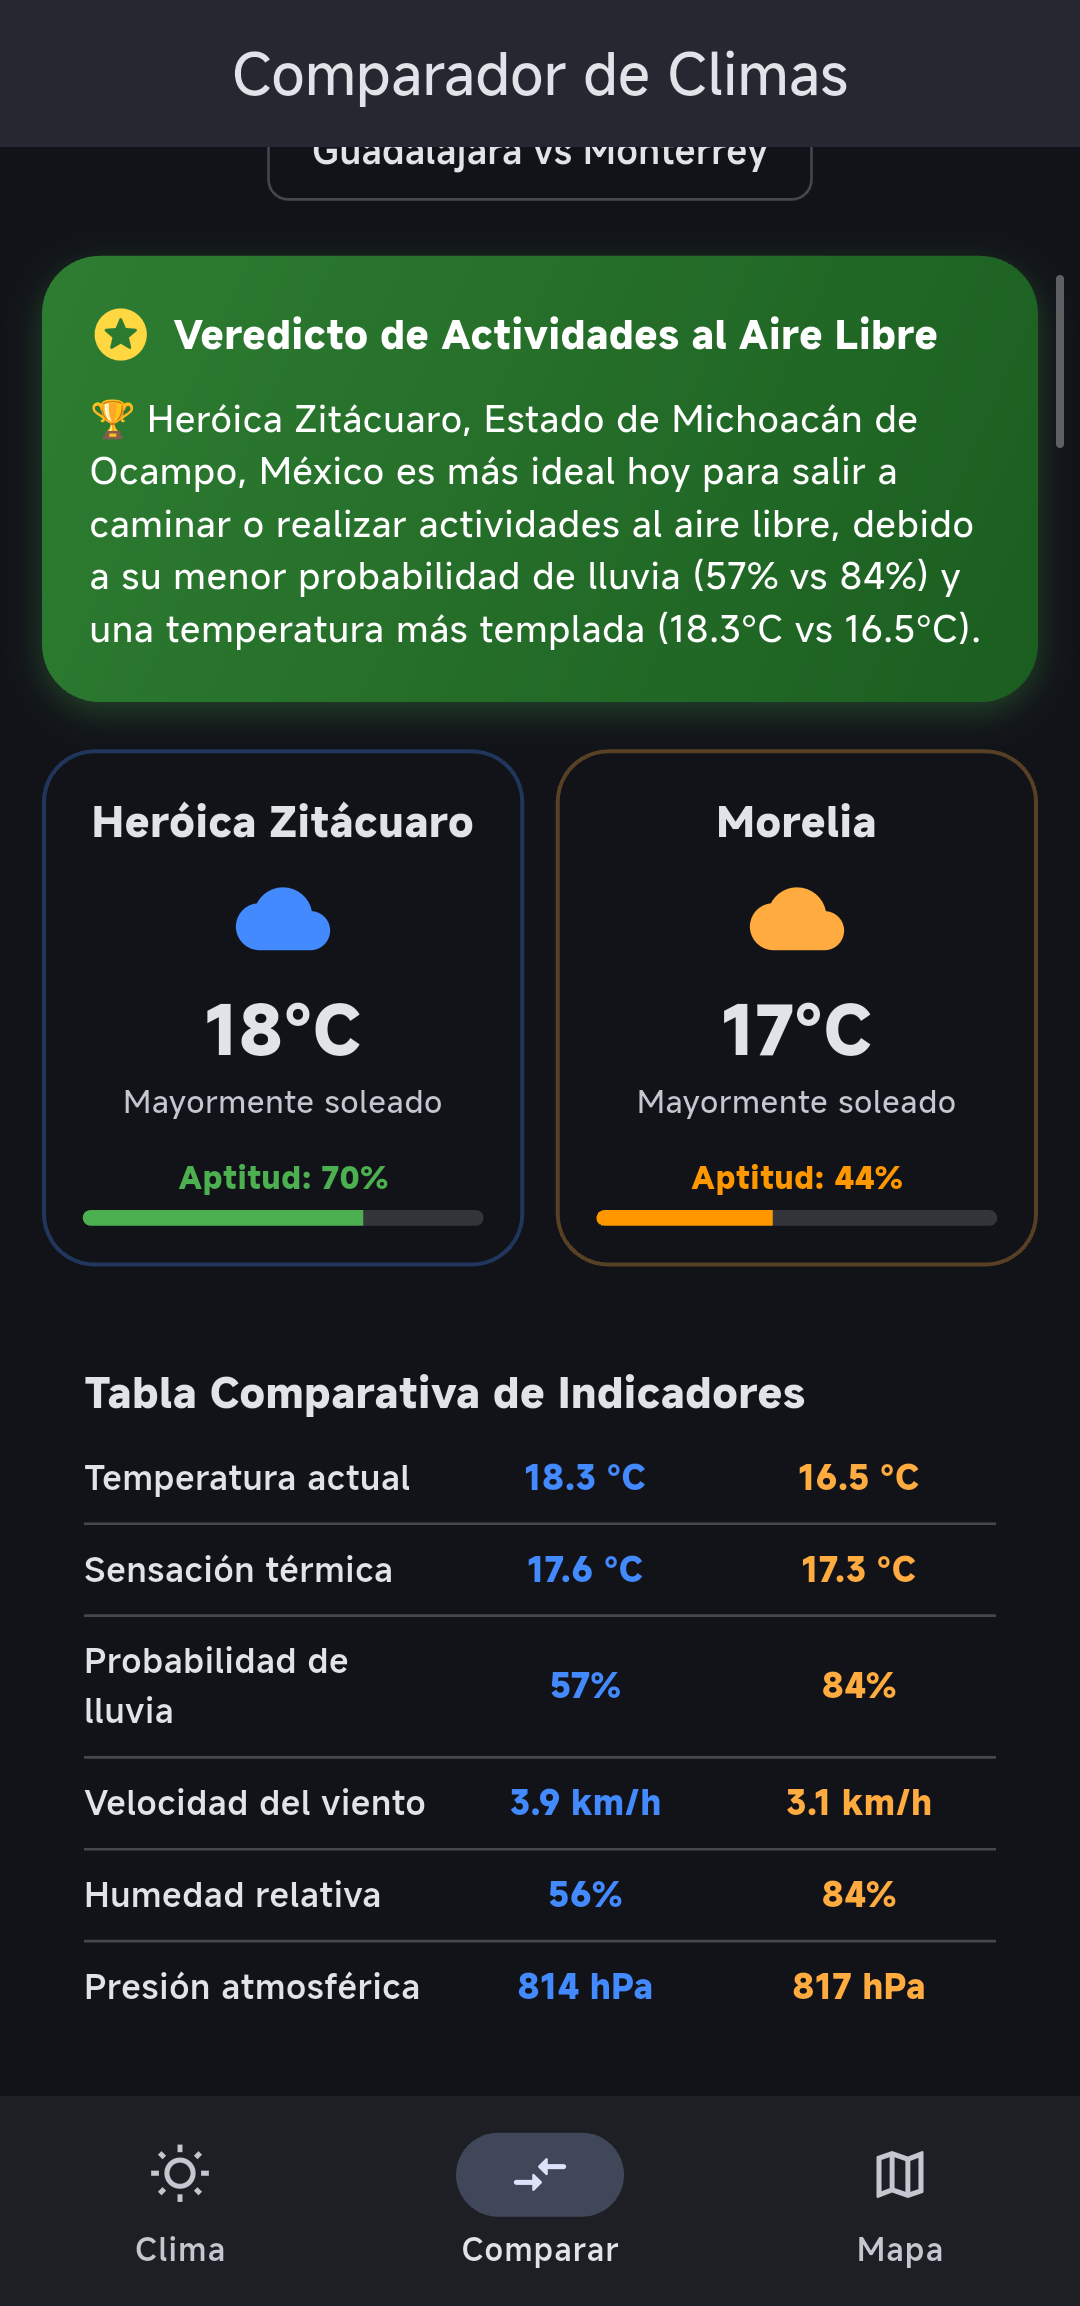 Comparador de Climas
Guadalajara vs Monterrey
Veredicto de Actividades al Aire Libre
🏆 Heróica Zitácuaro, Estado de Michoacán de
Ocampo, México es más ideal hoy para salir a
caminar o realizar actividades al aire libre, debido
a su menor probabilidad de lluvia (57% vs 84%) y
una temperatura más templada (18.3°C vs 16.5°C).
Heróica Zitácuaro
18°C
Mayormente soleado
Aptitud: 70%
Morelia
17°C
Mayormente soleado
Aptitud: 44%
Tabla Comparativa de Indicadores
Temperatura actual 18.3 °C 16.5 °C
Sensación térmica 17.6 °C 17.3 °C
Probabilidad de
lluvia 57% 84%
Velocidad del viento 3.9 km/h 3.1 km/h
Humedad relativa 56% 84%
Presión atmosférica 814 hPa 817 hPa
Clima Comparar Mapa